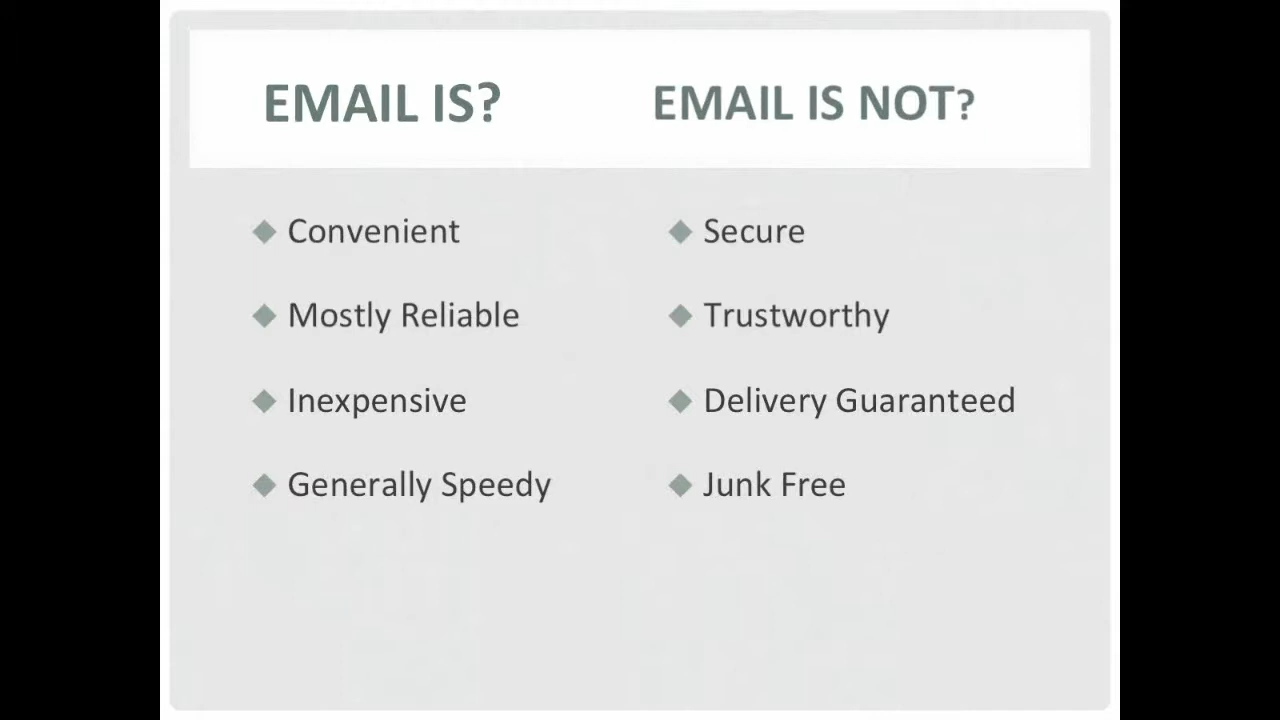 EMAIL IS?
Convenient
Mostly Reliable
Inexpensive
Generally Speedy
EMAIL IS NOT?
Secure
Trustworthy
Delivery Guaranteed
Junk Free